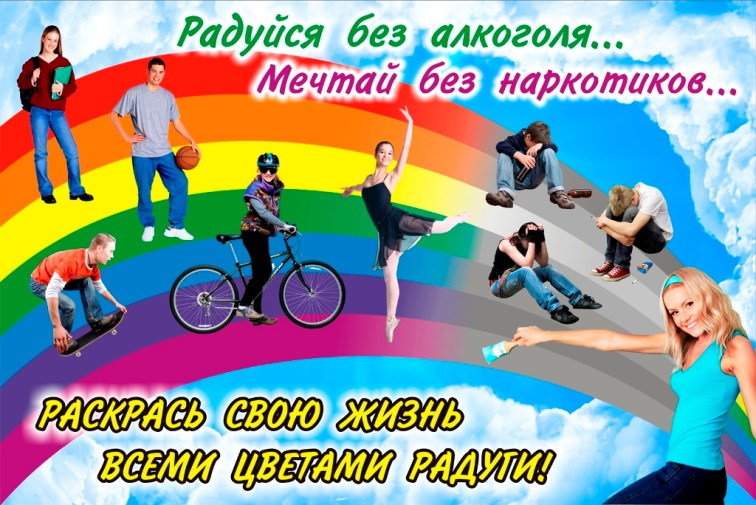 Радуйся без алкоголя...
Мечтай без наркотиков...
РАСКРАСЬ СВОЮ ЖИЗНЬ
ВСЕМИ ЦВЕТАМИ РАДУГИ!